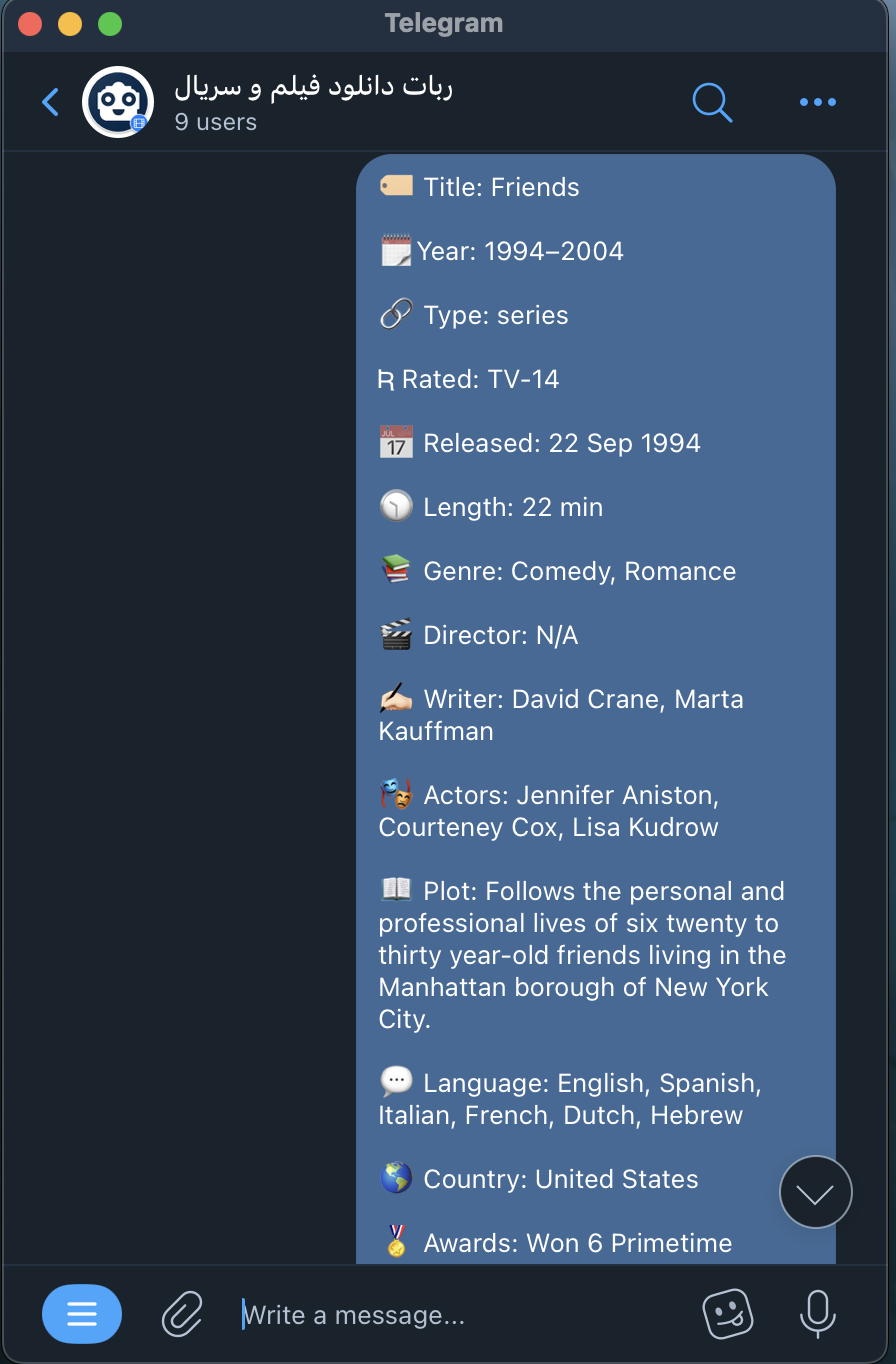 Telegram
ربات دانلود فیلم و سریال
9 users
🏷️ Title: Friends
🗓️Year: 1994–2004
🔗 Type: series
Rated: TV-14
📅 Released: 22 Sep 1994
🕥 Length: 22 min
📚 Genre: Comedy, Romance
🎬 Director: N/A
✍🏻 Writer: David Crane, Marta
Kauffman
🎭 Actors: Jennifer Aniston,
Courteney Cox, Lisa Kudrow
📖 Plot: Follows the personal and
professional lives of six twenty to
thirty year-old friends living in the
Manhattan borough of New York
City.
💬 Language: English, Spanish,
Italian, French, Dutch, Hebrew
🌎 Country: United States
🏅 Awards: Won 6 Primetime
Write a message...